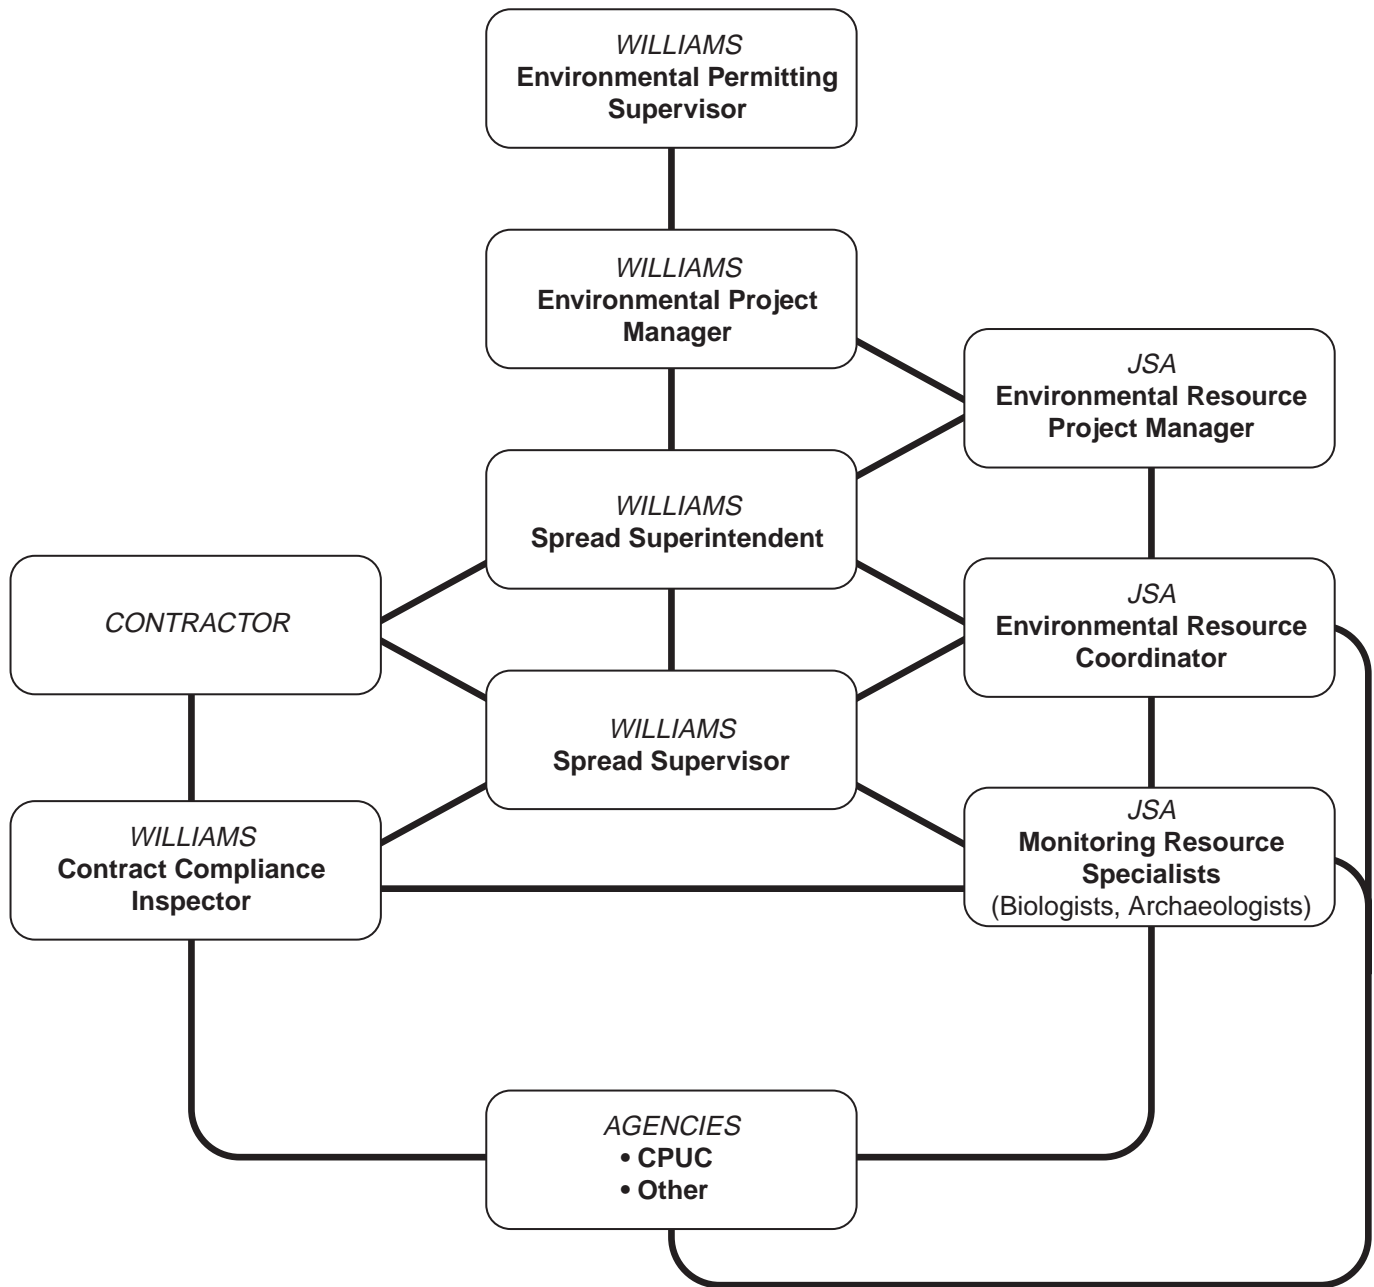 WILLIAMS
Environmental Permitting
Supervisor
WILLIAMS
Environmental Project
Manager
JSA
Environmental Resource
Project Manager
WILLIAMS
Spread Superintendent
CONTRACTOR
JSA
Environmental Resource
Coordinator
WILLIAMS
Spread Supervisor
WILLIAMS
Contract Compliance
Inspector
JSA
Monitoring Resource
Specialists
(Biologists, Archaeologists)
AGENCIES
• CPUC
• Other